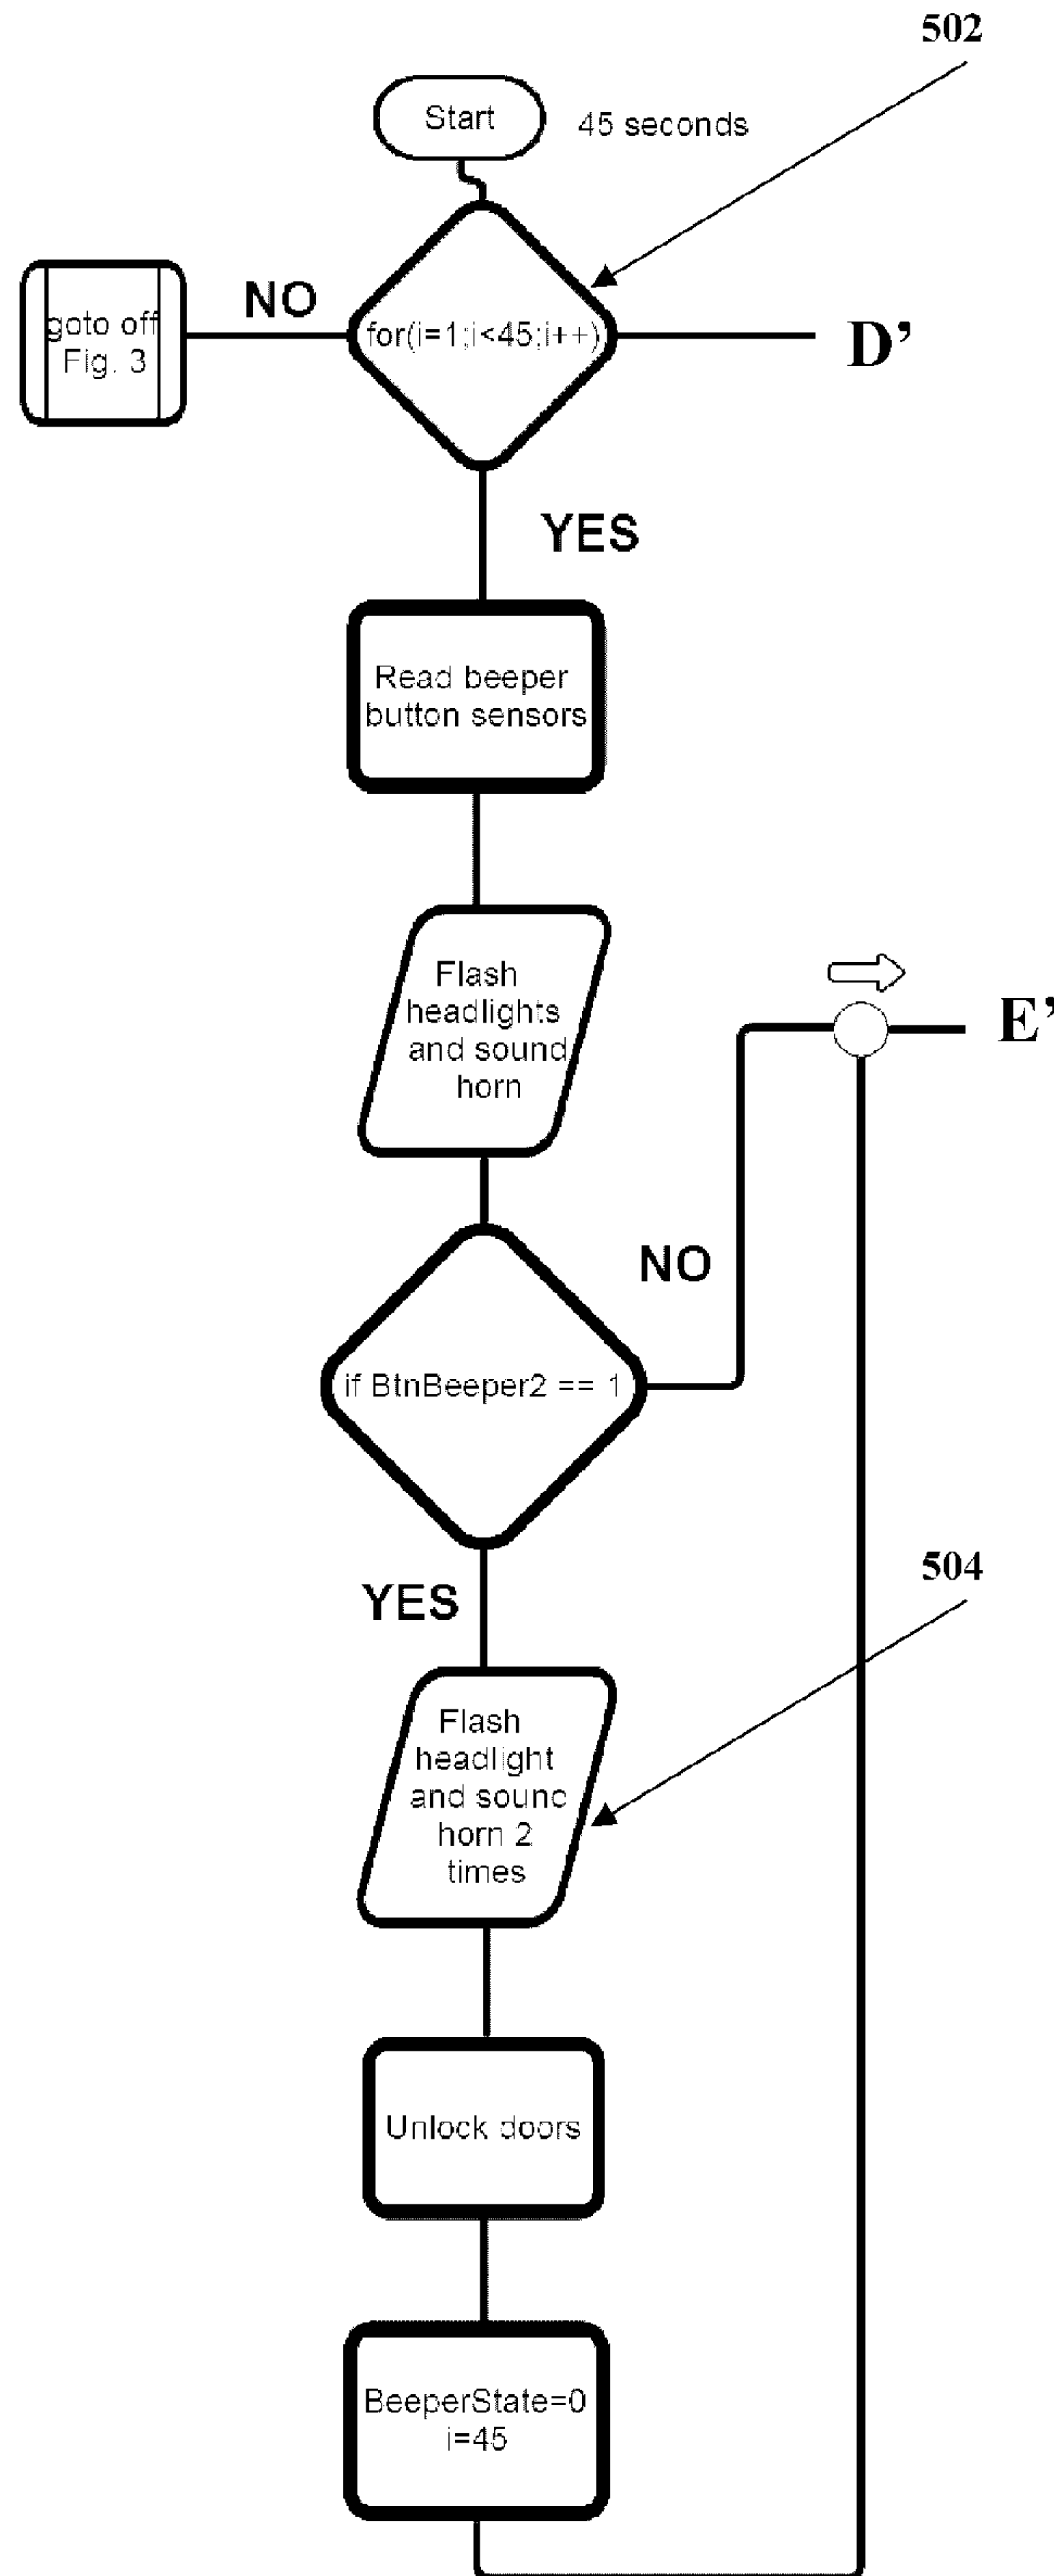 502
Start
45 seconds
NO
goto off
Fig. 3
for(i=1;i<45;i++)
D’
YES
Read beeper
button sensors
Flash
headlights
and sound
horn
E’
NO
if BtnBeeper2 == 1
YES
504
Flash
headlight
and sound
horn 2
times
Unlock doors
BeeperState=0
i=45